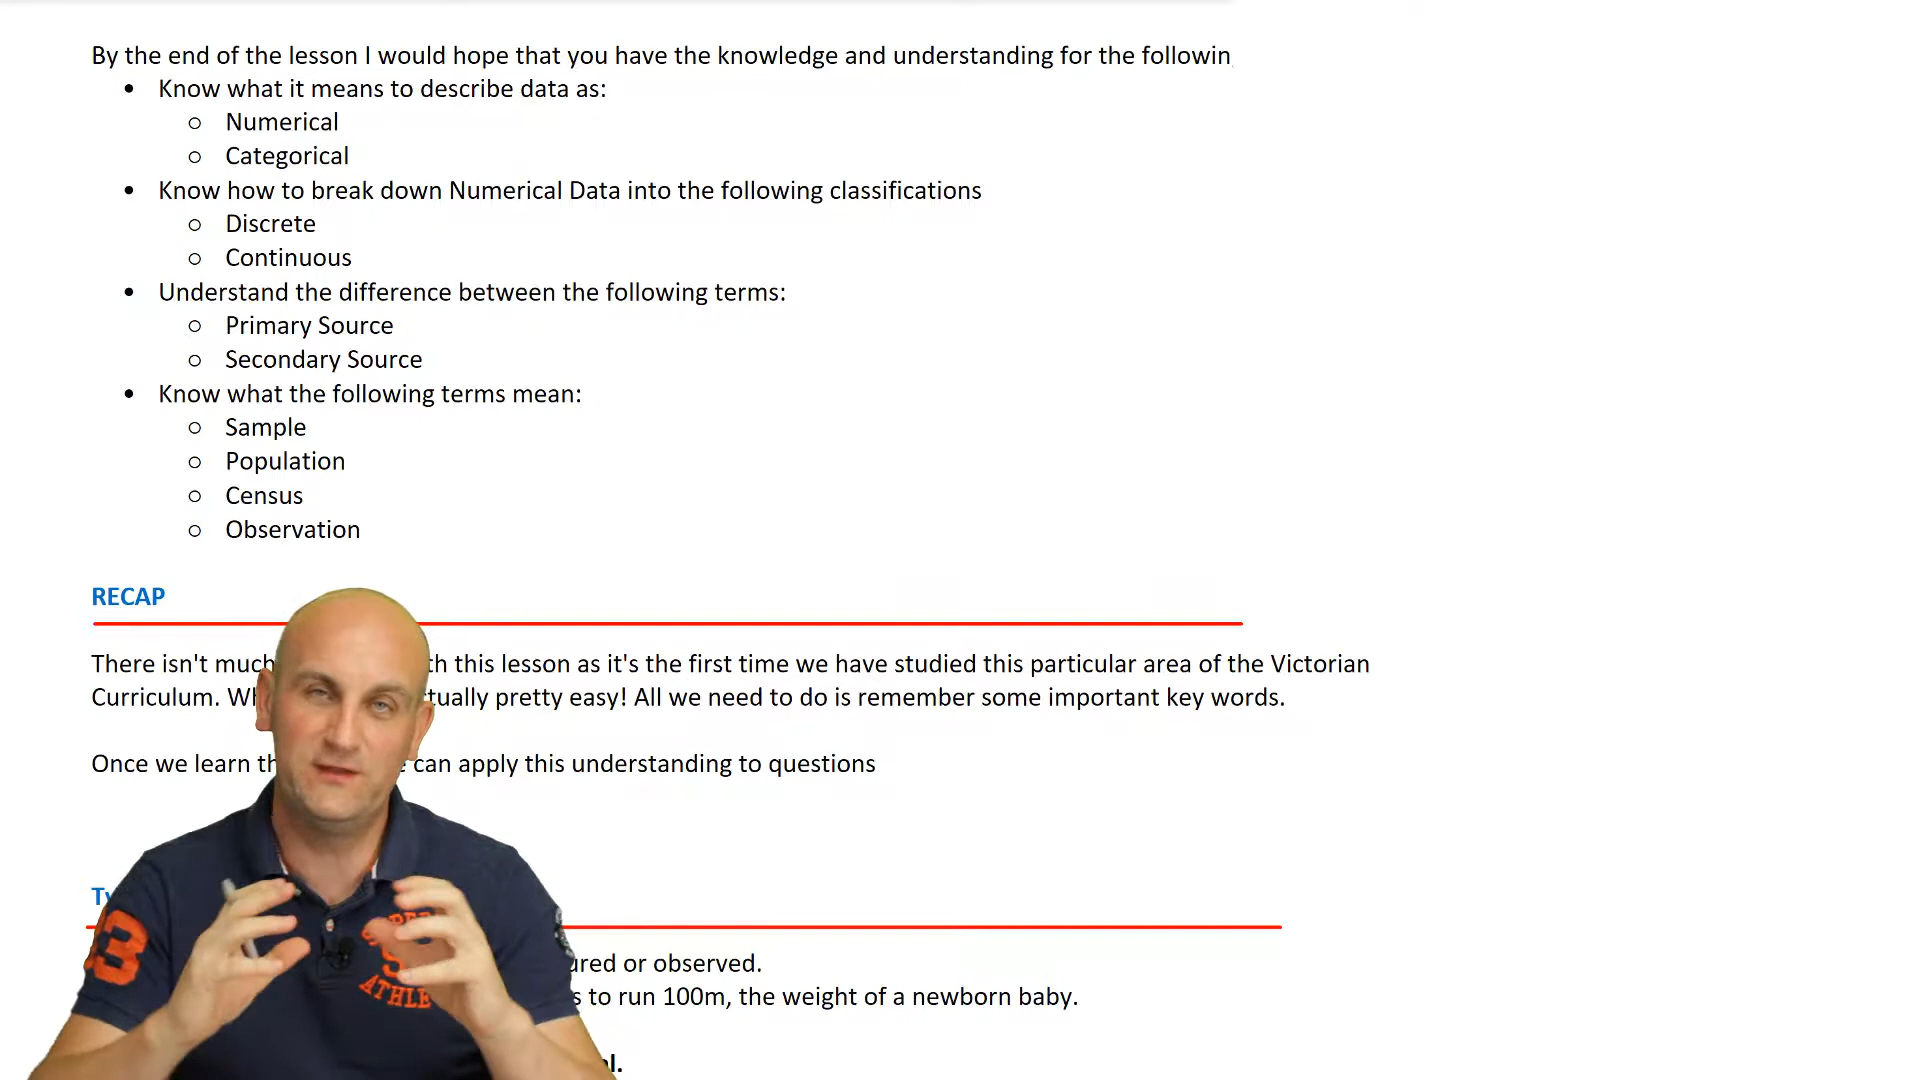 By the end of the lesson I would hope that you have the knowledge and understanding for the followin
• Know what it means to describe data as:
○ Numerical
○ Categorical
• Know how to break down Numerical Data into the following classifications
○ Discrete
○ Continuous
• Understand the difference between the following terms:
○ Primary Source
○ Secondary Source
• Know what the following terms mean:
○ Sample
○ Population
○ Census
○ Observation
RECAP
There isn't much this lesson as it's the first time we have studied this particular area of the Victorian
Curriculum. pretty easy! All we need to do is remember some important key words.
Once we learn can apply this understanding to questions
or observed.
to run 100m, the weight of a newborn baby.